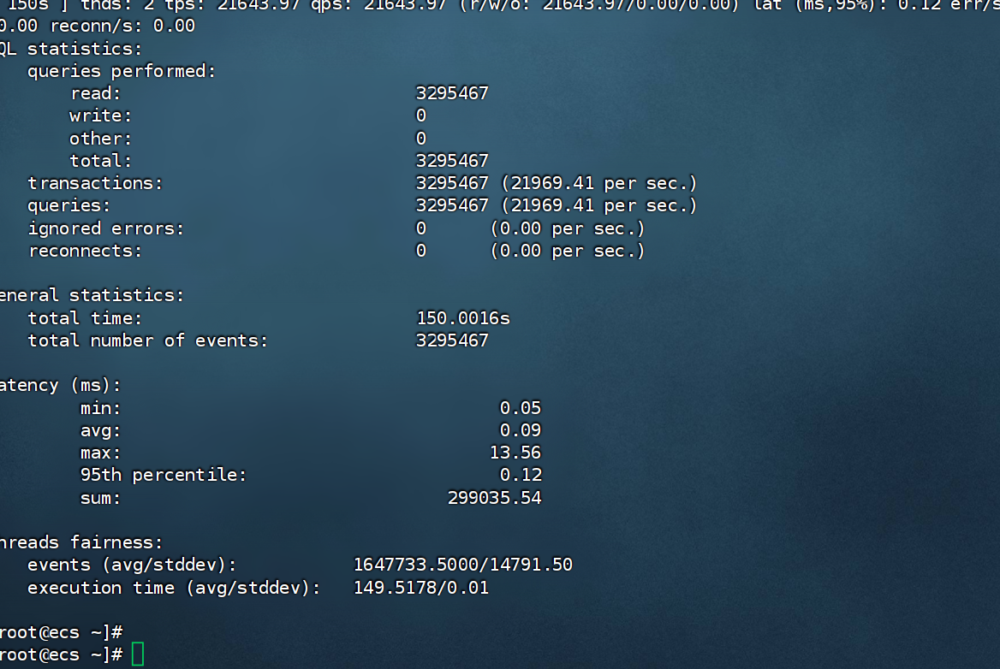 150s ] thds: 2 tps: 21643.97 qps: 21643.97 (r/w/o: 21643.97/0.00/0.00) lat (ms,95%): 0.12 err/s
0.00 reconn/s: 0.00
QL statistics:
queries performed:
read: 3295467
write: 0
other: 0
total: 3295467
transactions: 3295467 (21969.41 per sec.)
queries: 3295467 (21969.41 per sec.)
ignored errors: 0 (0.00 per sec.)
reconnects: 0 (0.00 per sec.)
eneral statistics:
total time: 150.0016s
total number of events: 3295467
atency (ms):
min: 0.05
avg: 0.09
max: 13.56
95th percentile: 0.12
sum: 299035.54
hreads fairness:
events (avg/stddev): 1647733.5000/14791.50
execution time (avg/stddev): 149.5178/0.01
root@ecs ~]#
root@ecs ~]#